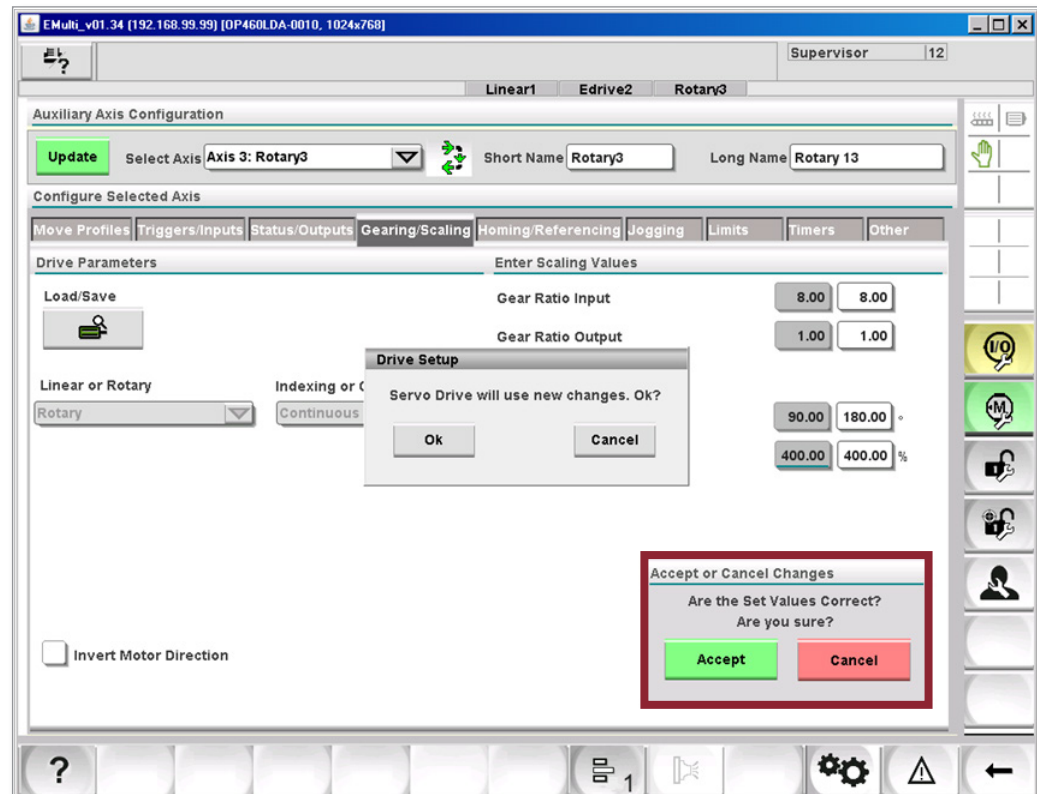 EMulti_v01.34 (192.168.99.99) [OP460LDA-0010, 1024x768]
Supervisor 12
Linear1 Edrive2 Rotary3
Auxiliary Axis Configuration
Update Select Axis Axis 3: Rotary3 Short Name Rotary3 Long Name Rotary 13
Configure Selected Axis
Move Profiles Triggers/Inputs Status/Outputs Gearing/Scaling Homing/Referencing Jogging Limits Timers Other
Drive Parameters Enter Scaling Values
Load/Save Gear Ratio Input 8.00 8.00
Gear Ratio Output 1.00 1.00
Drive Setup
Linear or Rotary Indexing or C
Servo Drive will use new changes. Ok?
Rotary Continuous 90.00 180.00 °
Ok Cancel
400.00 400.00 %
Accept or Cancel Changes
Are the Set Values Correct?
Are you sure?
Invert Motor Direction Accept Cancel
I/O
M
? 1